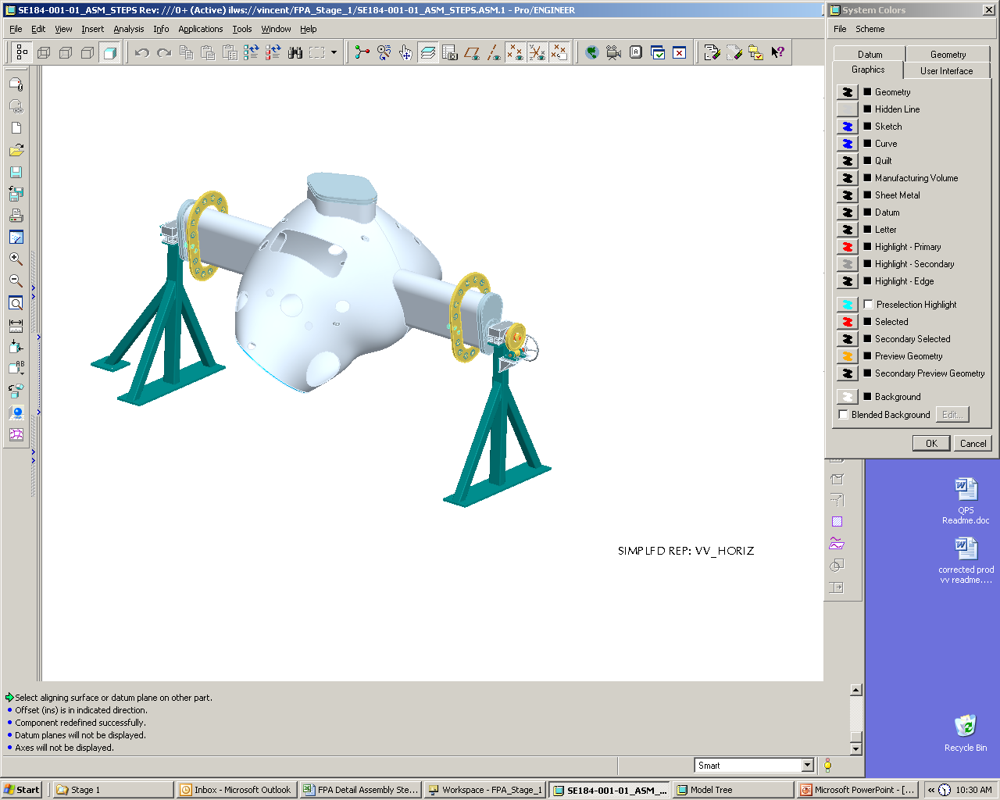 SE184-001-01_ASM_STEPS Rev: ///0+ (Active) ilws://vincent/FPA_Stage_1/SE184-001-01_ASM_STEPS.ASM.1 - Pro/ENGINEER
File Edit View Insert Analysis Info Applications Tools Window Help
System Colors
File Scheme
Datum Geometry
Graphics User Interface
Geometry
Hidden Line
Sketch
Curve
Quilt
Manufacturing Volume
Sheet Metal
Datum
Letter
Highlight - Primary
Highlight - Secondary
Highlight - Edge
Preselection Highlight
Selected
Secondary Selected
Preview Geometry
Secondary Preview Geometry
Background
Blended Background Edit...
OK Cancel
QPS
Readme.doc
corrected prod
vv readme....
Recycle Bin
SIMPLFD REP: VV_HORIZ
Select aligning surface or datum plane on other part.
Offset (ins) is in indicated direction.
Component redefined successfully.
Datum planes will not be displayed.
Axes will not be displayed.
Smart
Start Stage 1 Inbox - Microsoft Outlook FPA Detail Assembly Ste... Workspace - FPA_Stage_1 SE184-001-01_ASM_... Model Tree Microsoft PowerPoint - [... « 10:30 AM